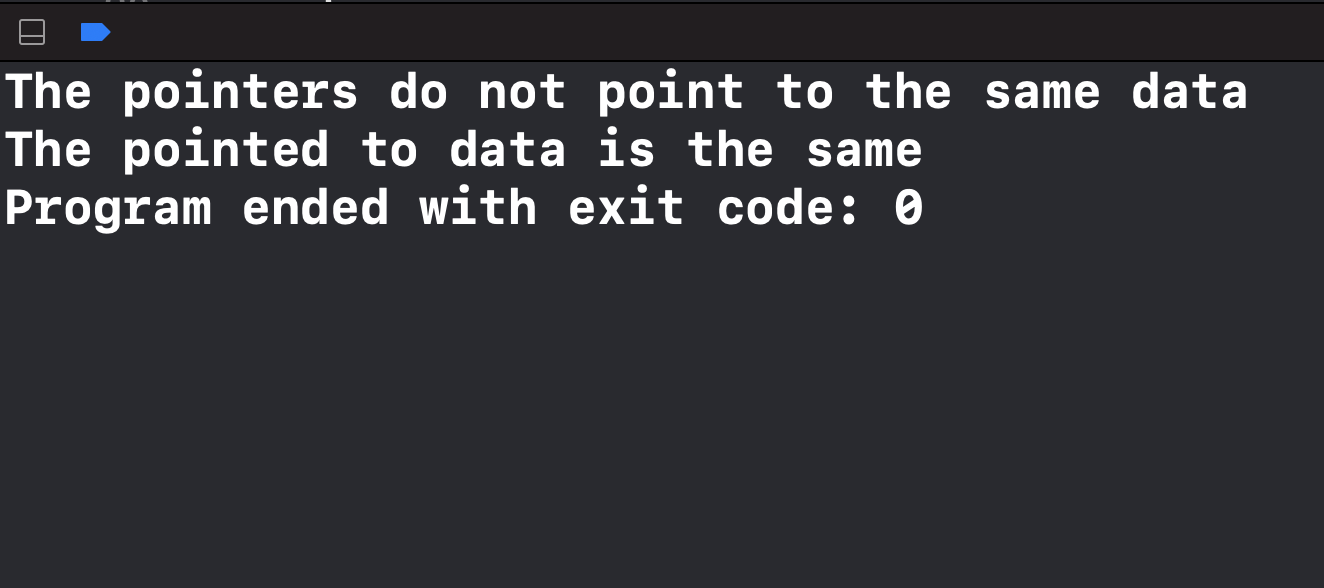 The pointers do not point to the same data
The pointed to data is the same
Program ended with exit code: 0